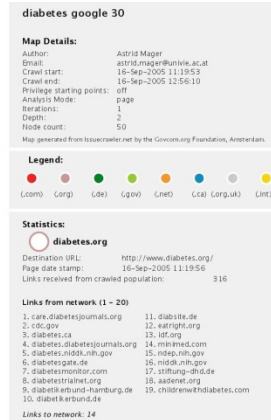 diabetes google 30
Map Details:
Author: Astrid Mager
Email: astrid.mager@univie.ac.at
Crawl start: 16-Sep-2005 11:19:53
Crawl end: 16-Sep-2005 12:56:10
Privilege starting points: off
Analysis Mode: page
Iterations: 1
Depth: 2
Node count: 50
Map generated from Issuecrawler.net by the Govcom.org Foundation, Amsterdam.
Legend:
(.com) (.org) (.de) (.gov) (.net) (.ca) (.org.uk) (.int)
Statistics:
diabetes.org
Destination URL: http://www.diabetes.org/
Page date stamp: 16-Sep-2005 11:19:56
Links received from crawled population: 316
Links from network (1 - 20)
1. care.diabetesjournals.org 11. diabsite.de
2. cdc.gov 12. eatright.org
3. diabetes.ca 13. idf.org
4. diabetes.diabetesjournals.org 14. minimed.com
5. diabetes.niddk.nih.gov 15. ndep.nih.gov
6. diabetesgate.de 16. niddk.nih.gov
7. diabetesmonitor.com 17. stiftung-dhd.de
8. diabetestrialnet.org 18. aadenet.org
9. diabetikerbund-hamburg.de 19. childrenwithdiabetes.com
10. diabetikerbund.de
Links to network: 14